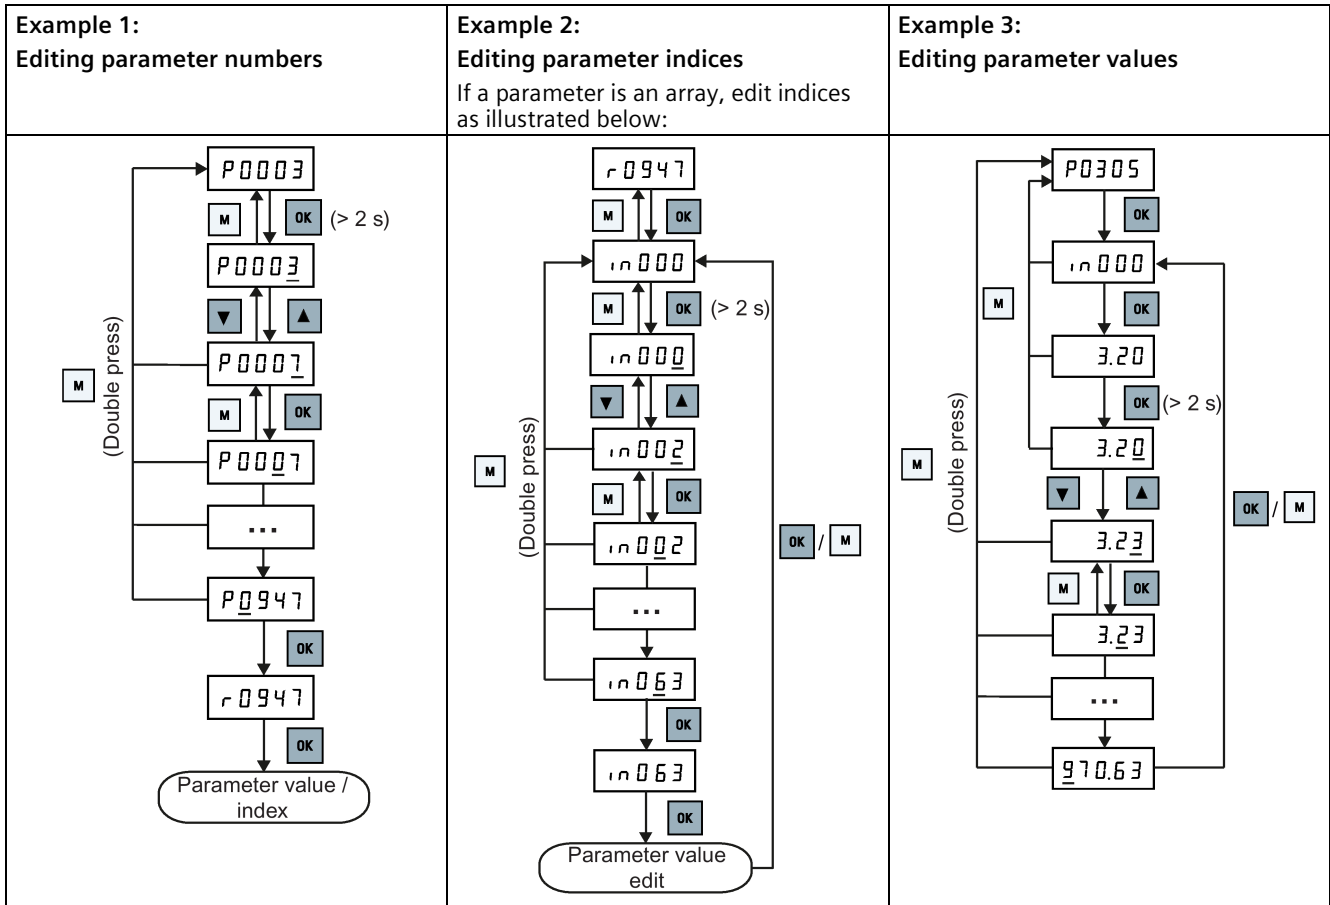 Example 1:
Editing parameter numbers
Example 2:
Editing parameter indices
If a parameter is an array, edit indices
as illustrated below:
Example 3:
Editing parameter values
P0003
M
OK (> 2 s)
P0003
▼ ▲
P0007
M OK
P0007
...
P0947
OK
r0947
OK
Parameter value /
index
M
(Double press)
r0947
M OK
in000
M OK (> 2 s)
in000
▼ ▲
in002
M OK
in002
...
in063
OK
in063
OK
Parameter value
edit
M
(Double press)
OK / M
P0305
OK
in000
OK
3.20
OK (> 2 s)
3.20
▼ ▲
3.23
M OK
3.23
...
970.63
M
M
(Double press)
OK / M